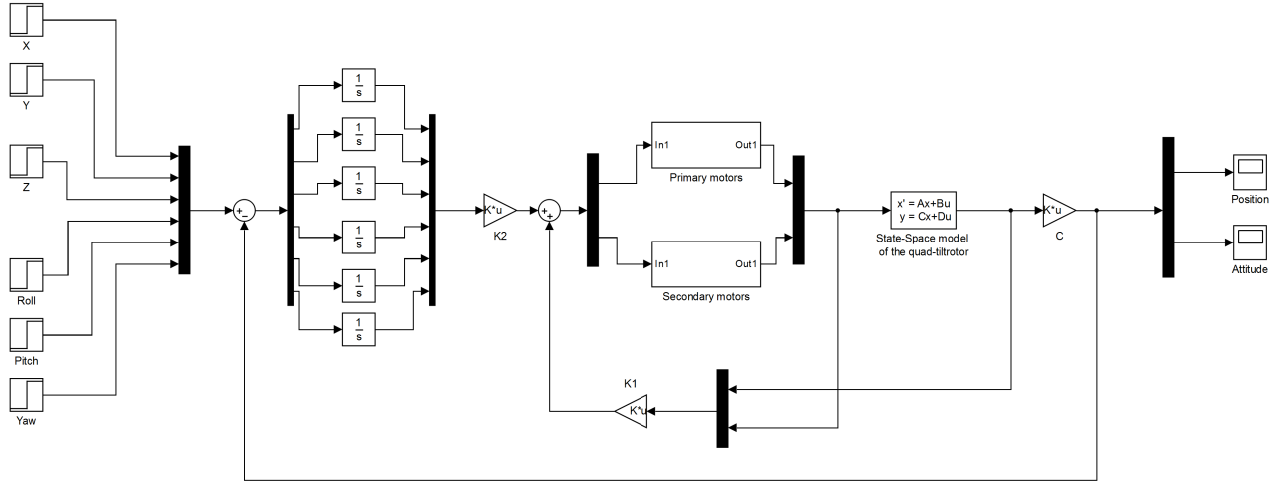 X
Y
Z
Roll
Pitch
Yaw
+
−
1
s
1
s
1
s
1
s
1
s
1
s
K*u
K2
+
+
In1
Out1
Primary motors
In1
Out1
Secondary motors
x' = Ax+Bu
y = Cx+Du
State-Space model
of the quad-tiltrotor
K*u
C
Position
Attitude
K1
K*u